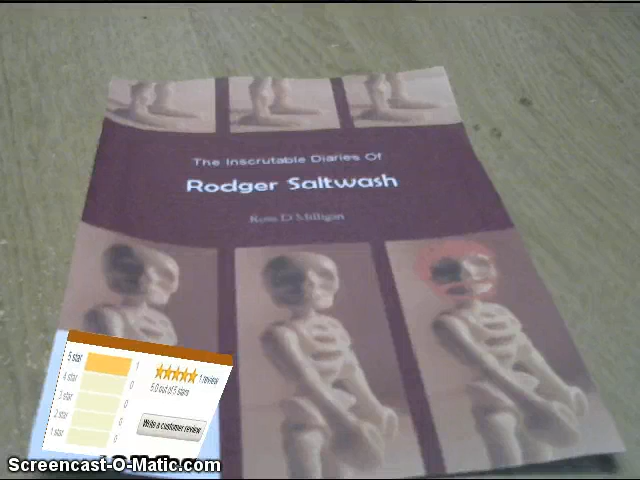 The Inscrutable Diaries Of
Rodger Saltwash
Ross D Milligan
5 star 1
4 star 0
3 star 0
2 star 0
1 star 0
1 review
5.0 out of 5 stars
Write a customer review
Screencast-O-Matic.com